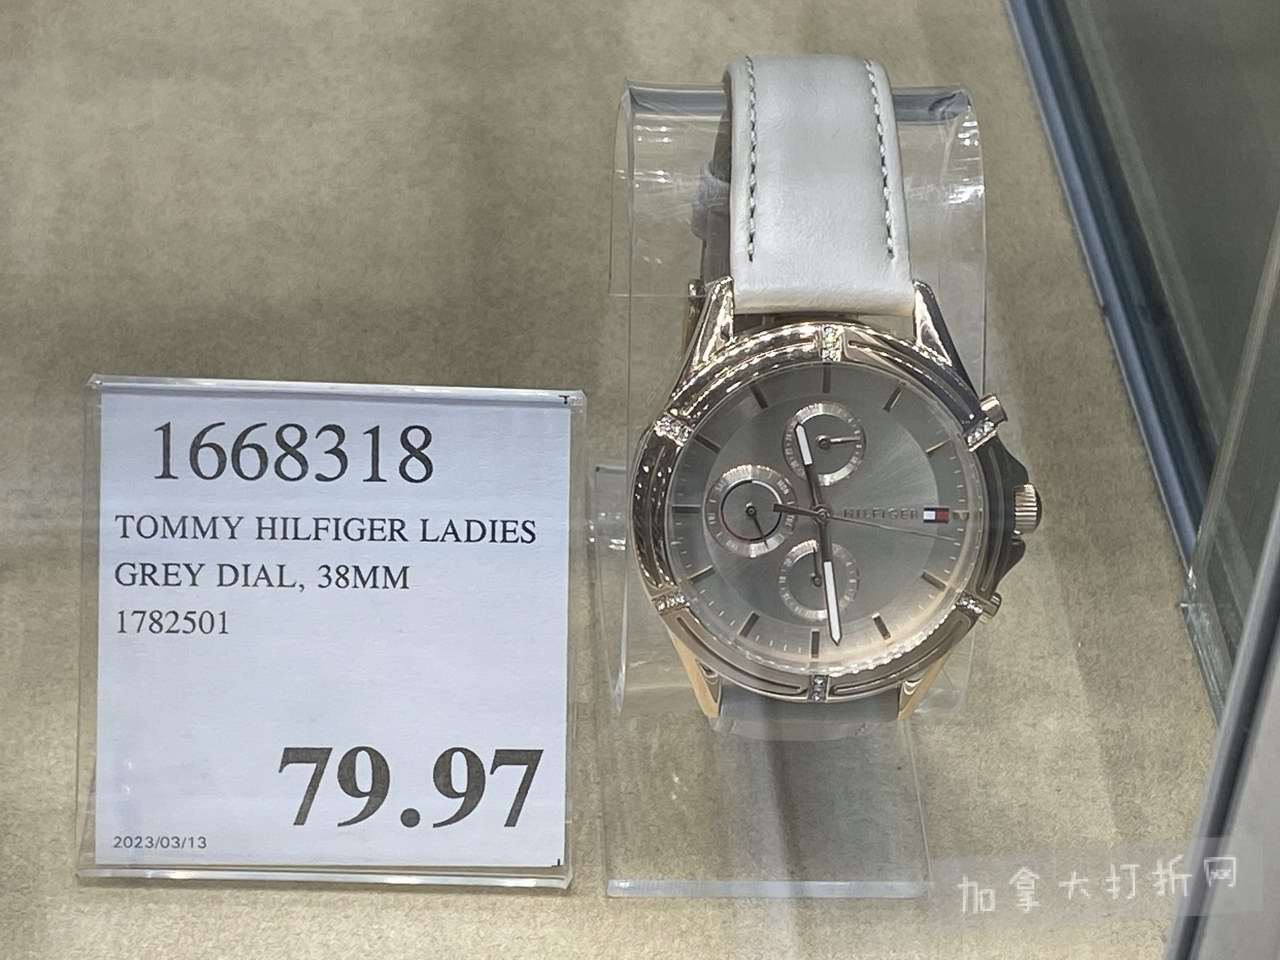 1668318
TOMMY HILFIGER LADIES
GREY DIAL, 38MM
1782501
79.97
2023/03/13
HILFIGER
加拿大打折网